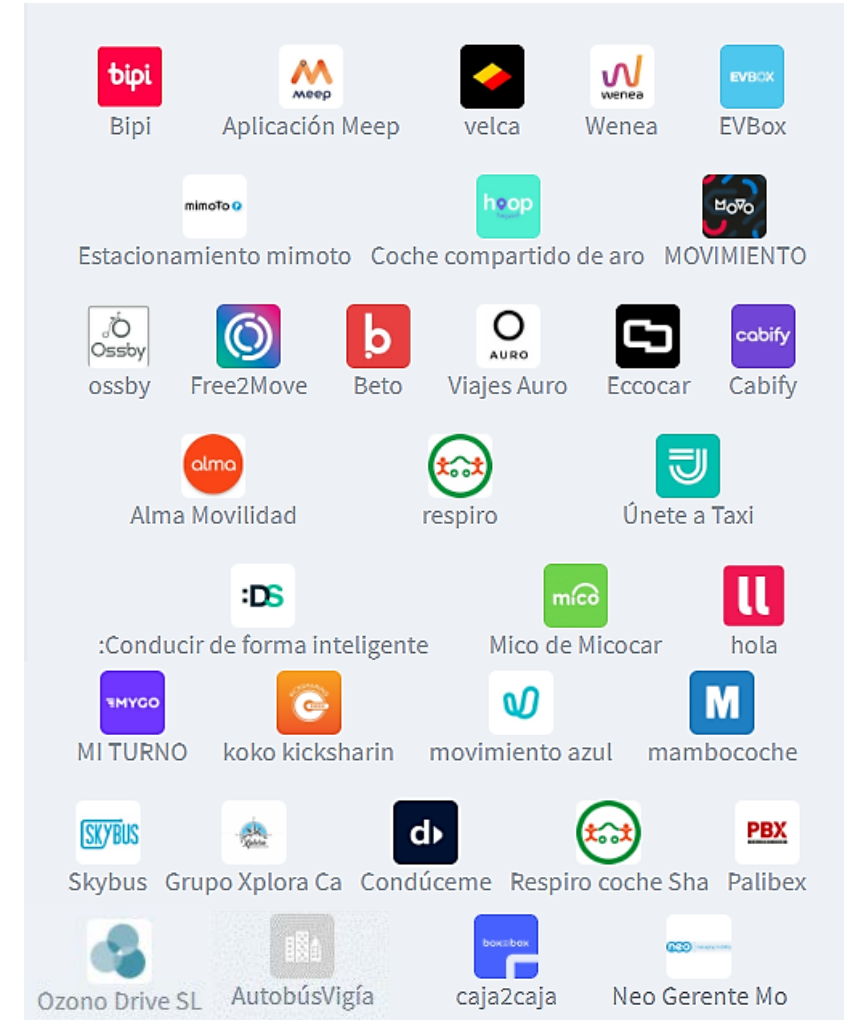 bipi MEEP wenea EVBOX
Bipi Aplicación Meep velca Wenea EVBox
mimoTo hoop MOVO
Estacionamiento mimoto Coche compartido de aro MOVIMIENTO
Ossby b AURO cabify
ossby Free2Move Beto Viajes Auro Eccocar Cabify
alma
Alma Movilidad respiro Únete a Taxi
:DS mico
:Conducir de forma inteligente Mico de Micocar hola
MYGO KICKSHARING M
MI TURNO koko kicksharin movimiento azul mambocoche
SKYBUS Xplora d PBX
Skybus Grupo Xplora Ca Condúceme Respiro coche Sha Palibex
box2box neo
Ozono Drive SL AutobúsVigía caja2caja Neo Gerente Mo